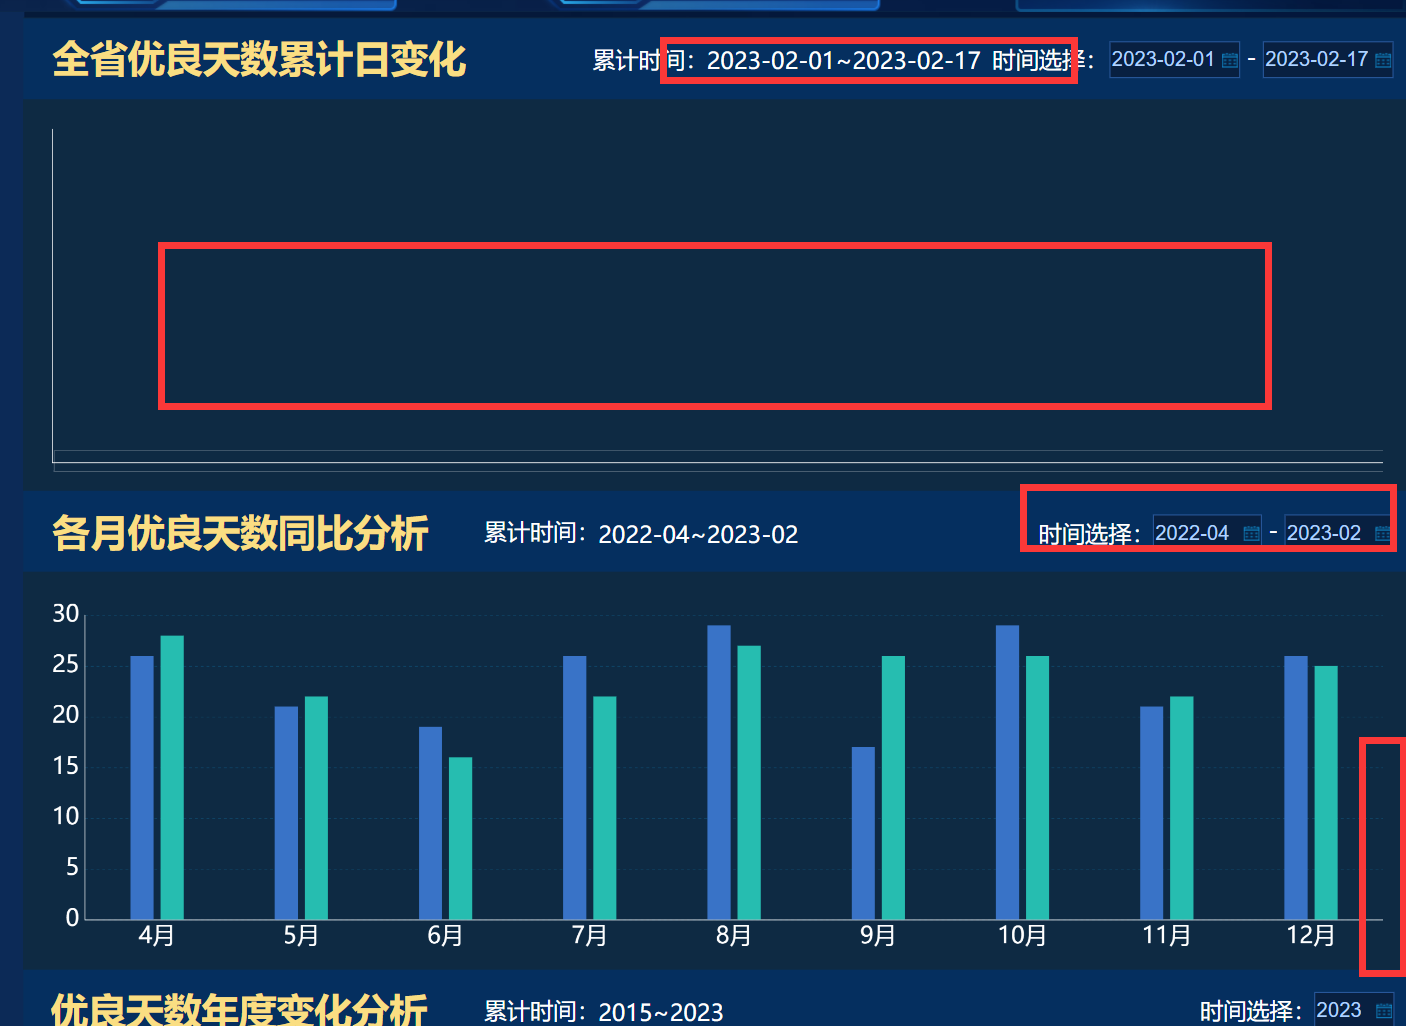 全省优良天数累计日变化 累计时间：2023-02-01~2023-02-17 时间选择： 2023-02-01 - 2023-02-17
各月优良天数同比分析 累计时间：2022-04~2023-02 时间选择： 2022-04 - 2023-02
30
25
20
15
10
5
0
4月 5月 6月 7月 8月 9月 10月 11月 12月
优良天数年度变化分析 累计时间：2015~2023 时间选择： 2023